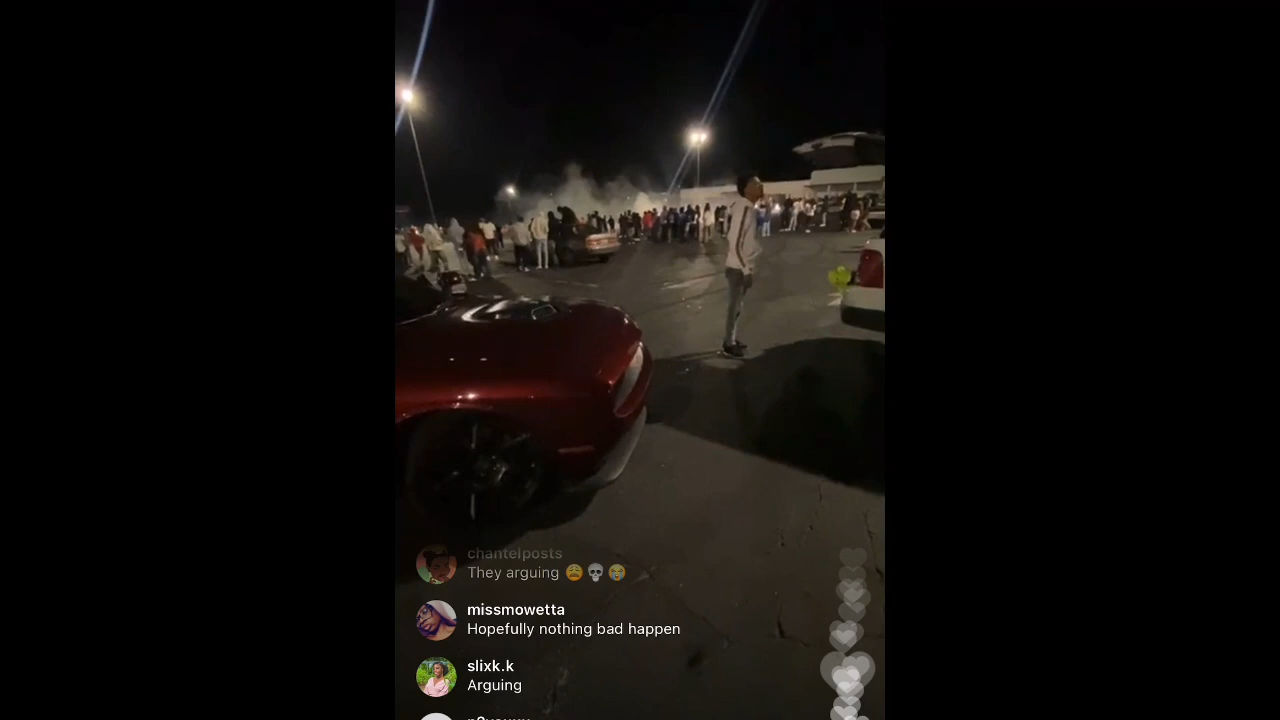 chantelposts
They arguing 😩💀😭
missmowetta
Hopefully nothing bad happen
slixk.k
Arguing